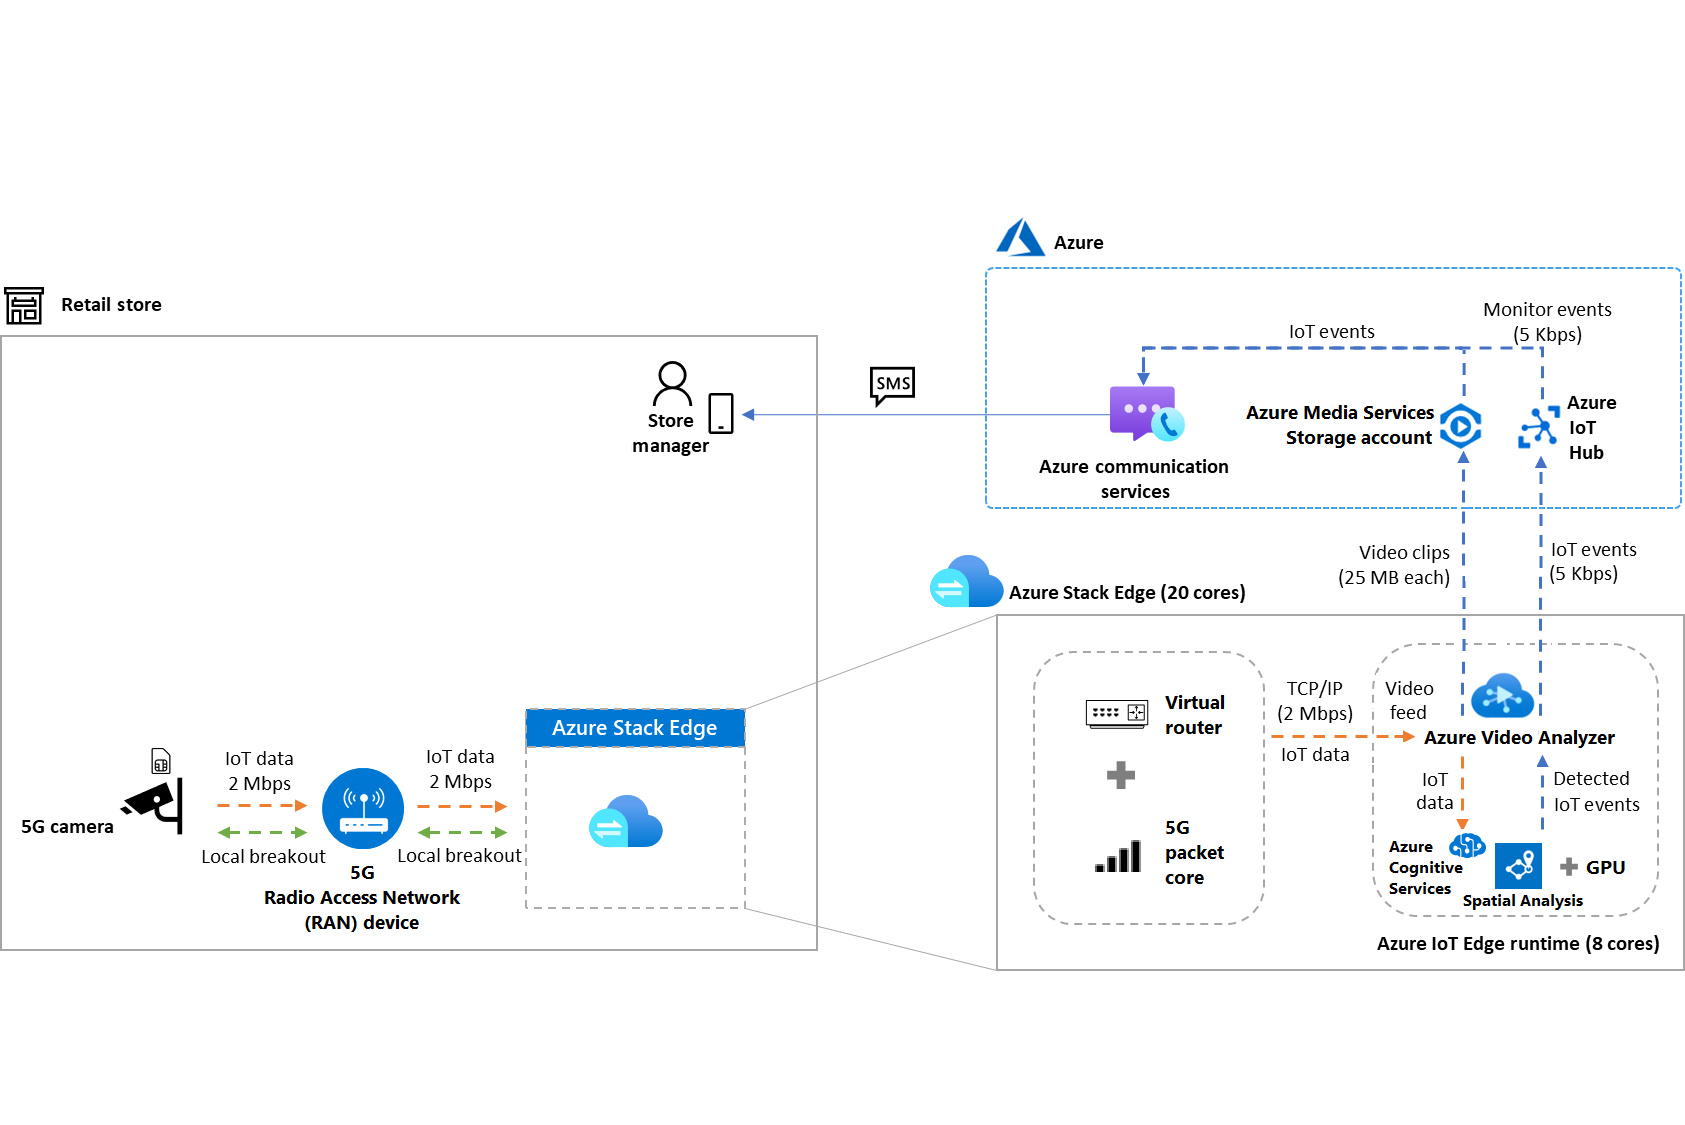 Azure
Retail store
Monitor events
(5 Kbps)
IoT events
SMS
Store
manager
Azure Media Services
Storage account
Azure
IoT
Hub
Azure communication
services
Video clips
(25 MB each)
IoT events
(5 Kbps)
Azure Stack Edge (20 cores)
Virtual
router
TCP/IP
(2 Mbps)
IoT data
Video
feed
Azure Video Analyzer
Azure Stack Edge
IoT data
2 Mbps
IoT data
2 Mbps
5G camera
Local breakout
Local breakout
5G
Radio Access Network
(RAN) device
5G
packet
core
IoT
data
Detected
IoT events
Azure
Cognitive
Services
GPU
Spatial Analysis
Azure IoT Edge runtime (8 cores)